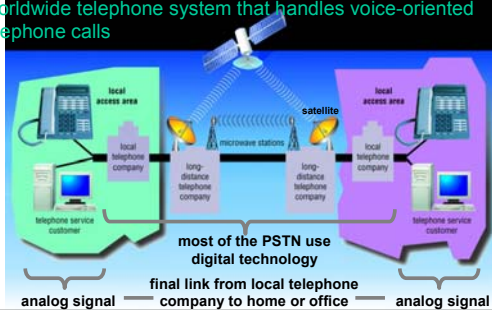 orldwide telephone system that handles voice-oriented
ephone calls
local
access area
satellite
local
access area
local
telephone
company
microwave stations
local
telephone
company
long-
distance
telephone
company
long-
distance
telephone
company
telephone service
customer
telephone service
customer
most of the PSTN use
digital technology
final link from local telephone
company to home or office
analog signal
analog signal